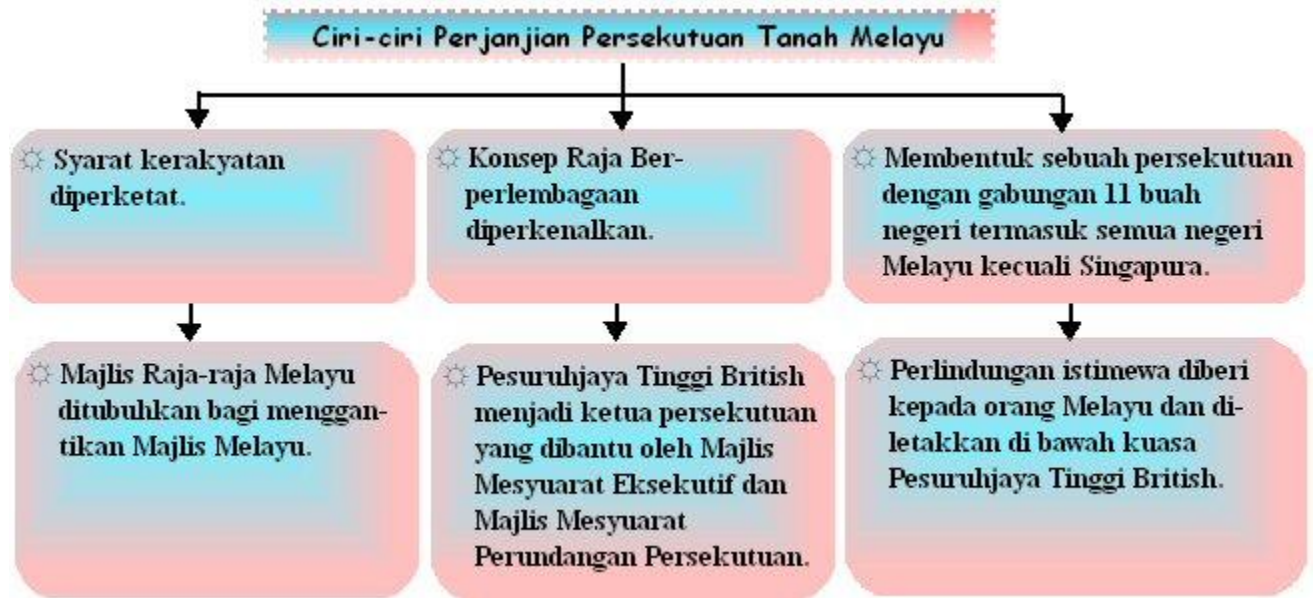 Ciri-ciri Perjanjian Persekutuan Tanah Melayu
Syarat kerakyatan
diperketat.
Konsep Raja Ber-
perlembagaan
diperkenalkan.
Membentuk sebuah persekutuan
dengan gabungan 11 buah
negeri termasuk semua negeri
Melayu kecuali Singapura.
Majlis Raja-raja Melayu
ditubuhkan bagi menggan-
tikan Majlis Melayu.
Pesuruhjaya Tinggi British
menjadi ketua persekutuan
yang dibantu oleh Majlis
Mesyuarat Eksekutif dan
Majlis Mesyuarat
Perundangan Persekutuan.
Perlindungan istimewa diberi
kepada orang Melayu dan di-
letakkan di bawah kuasa
Pesuruhjaya Tinggi British.